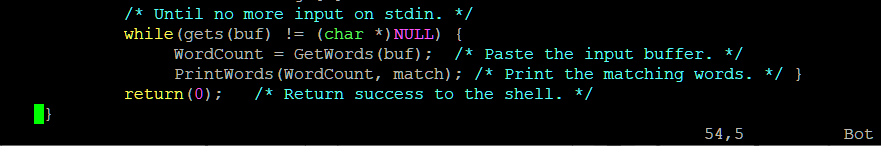 /* Until no more input on stdin. */
while(gets(buf) != (char *)NULL) {
WordCount = GetWords(buf);  /* Paste the input buffer. */
PrintWords(WordCount, match); /* Print the matching words. */ }
return(0);   /* Return success to the shell. */
}
54,5 Bot